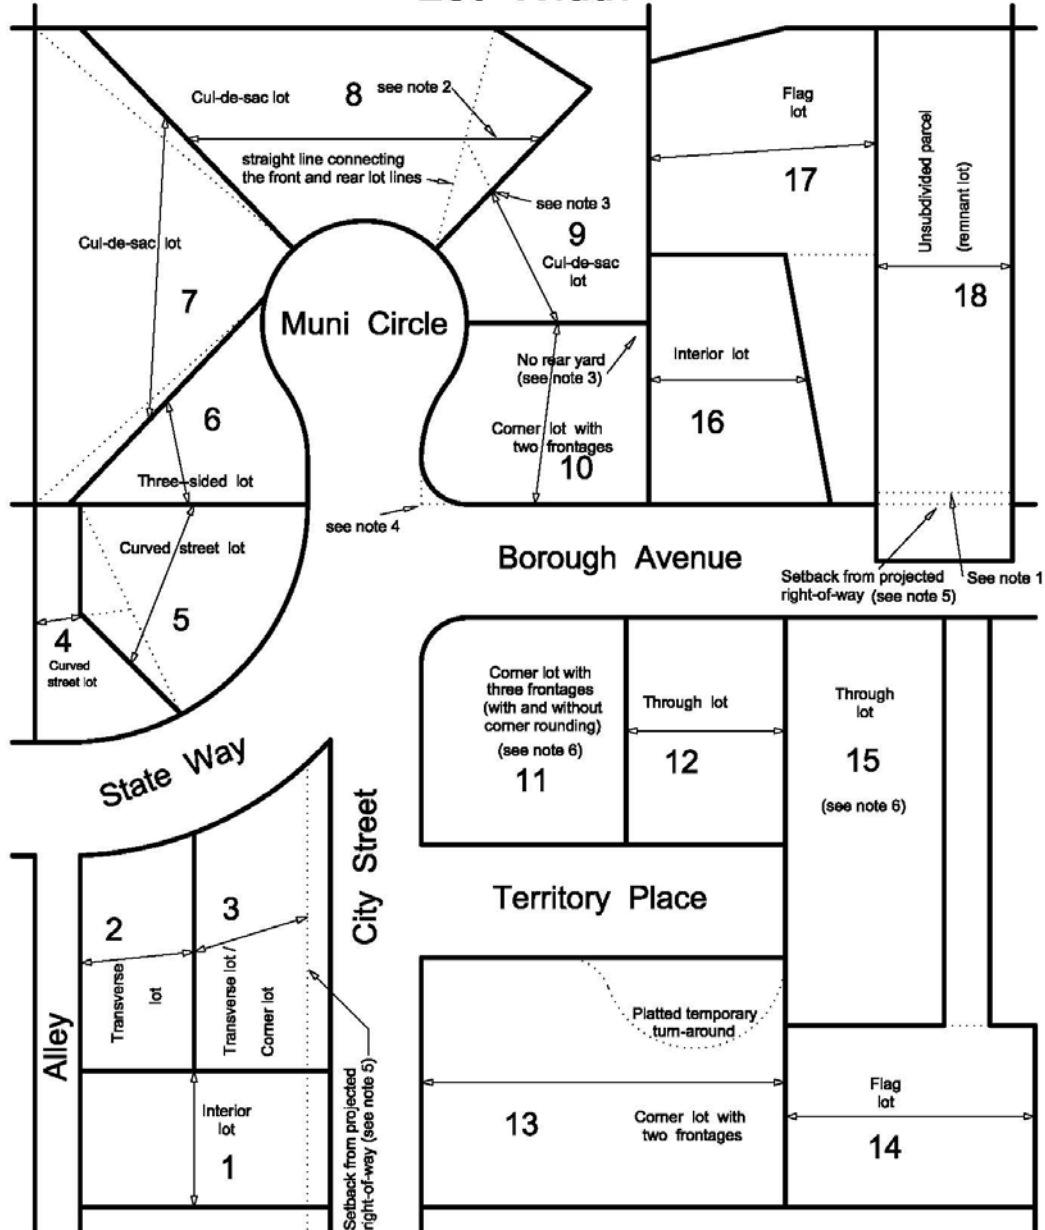 Cul-de-sac lot
8
see note 2
straight line connecting
the front and rear lot lines
see note 3
9
Cul-de-sac
lot
Flag
lot
17
Unsubdivided parcel
(remnant lot)
18
Cul-de-sac lot
7
Muni Circle
No rear yard
(see note 3)
Interior lot
16
6
Three-sided lot
Corner lot with
two frontages
10
see note 4
Curved street lot
5
Borough Avenue
Setback from projected
right-of-way (see note 5)
See note 1
4
Curved
street lot
Corner lot with
three frontages
(with and without
corner rounding)
(see note 6)
11
Through lot
12
Through
lot
15
(see note 6)
State Way
City Street
Territory Place
2
Transverse
lot
3
Transverse lot /
Corner lot
Alley
Platted temporary
turn-around
Interior
lot
1
Setback from projected
right-of-way (see note 5)
13
Corner lot with
two frontages
Flag
lot
14